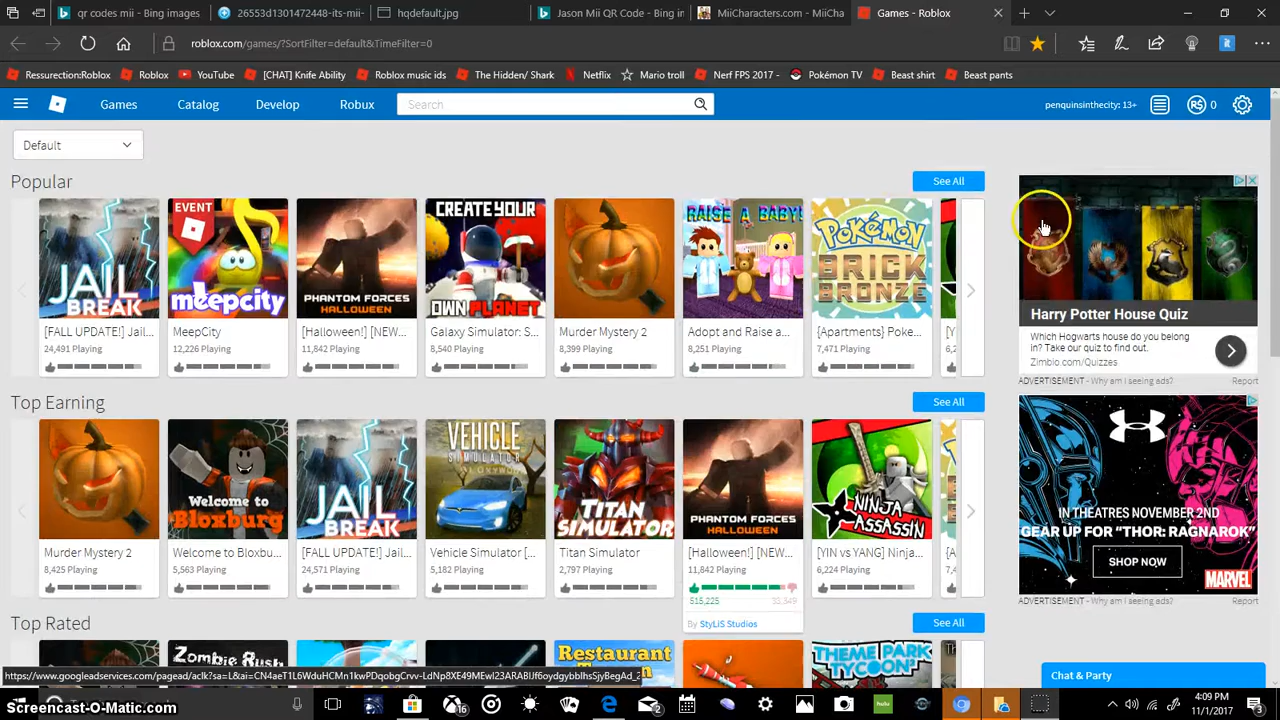 qr codes mii - Bing images
26553d1301472448-its-mii-
hqdefault.jpg
Jason Mii QR Code - Bing in
MiiCharacters.com - MiiCha
Games - Roblox
roblox.com/games/?SortFilter=default&TimeFilter=0
Ressurection:Roblox
Roblox
YouTube
[CHAT] Knife Ability
Roblox music ids
The Hidden/ Shark
Netflix
Mario troll
Nerf FPS 2017 -
Pokémon TV
Beast shirt
Beast pants
Games
Catalog
Develop
Robux
Search
penquinsinthecity: 13+
R$ 0
Default
Popular
See All
JAIL BREAK
EVENT
meepcity
PHANTOM FORCES
HALLOWEEN
CREATE YOUR
OWN PLANET
RAISE A BABY!
POKéMON
BRICK
BRONZE
[FALL UPDATE!] Jail...
MeepCity
[Halloween!] [NEW...
Galaxy Simulator: S...
Murder Mystery 2
Adopt and Raise a...
{Apartments} Poke...
24,491 Playing
12,226 Playing
11,842 Playing
8,540 Playing
8,399 Playing
8,251 Playing
7,471 Playing
Harry Potter House Quiz
Which Hogwarts house do you belong
in? Take our quiz to find out.
Zimbio.com/Quizzes
ADVERTISEMENT - Why am I seeing ads?
Report
Top Earning
See All
Welcome to
Bloxburg
JAIL
BREAK
VEHICLE
SIMULATOR
TITAN
SIMULATOR
PHANTOM FORCES
HALLOWEEN
NINJA
ASSASSIN
Murder Mystery 2
Welcome to Bloxbu...
[FALL UPDATE!] Jail...
Vehicle Simulator [...
Titan Simulator
[Halloween!] [NEW...
[YIN vs YANG] Ninja...
8,425 Playing
5,563 Playing
24,571 Playing
5,182 Playing
2,797 Playing
11,842 Playing
6,224 Playing
515,225
33,349
By StyLiS Studios
IN THEATRES NOVEMBER 2ND
GEAR UP FOR "THOR: RAGNAROK"
SHOP NOW
MARVEL
ADVERTISEMENT - Why am I seeing ads?
Report
Top Rated
See All
Zombie Rush
Restaurant
THEME PARK
TYCOON
Chat & Party
Screencast-O-Matic.com
hulu
4:09 PM
11/1/2017